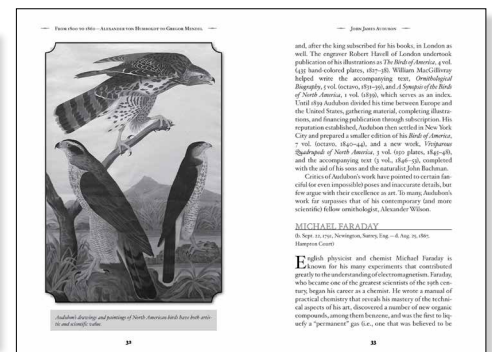 FROM 1800 TO 1860 – ALEXANDER VON HUMBOLDT TO GREGOR MENDEL
Audubon's drawings and paintings of North American birds have both artis-
tic and scientific value.
32
JOHN JAMES AUDUBON
and, after the king subscribed for his books, in London as
well. The engraver Robert Havell of London undertook
publication of his illustrations as The Birds of America, 4 vol.
(435 hand-colored plates, 1827–38). William MacGillivray
helped write the accompanying text, Ornithological
Biography, 5 vol. (octavo, 1831–39), and A Synopsis of the Birds
of North America, 1 vol. (1839), which serves as an index.
Until 1839 Audubon divided his time between Europe and
the United States, gathering material, completing illustra-
tions, and financing publication through subscription. His
reputation established, Audubon then settled in New York
City and prepared a smaller edition of his Birds of America,
7 vol. (octavo, 1840–44), and a new work, Viviparous
Quadrupeds of North America, 3 vol. (150 plates, 1845–48),
and the accompanying text (3 vol., 1846–53), completed
with the aid of his sons and the naturalist John Bachman.
Critics of Audubon's work have pointed to certain fan-
ciful (or even impossible) poses and inaccurate details, but
few argue with their excellence as art. To many, Audubon's
work far surpasses that of his contemporary (and more
scientific) fellow ornithologist, Alexander Wilson.
MICHAEL FARADAY
(b. Sept. 22, 1791, Newington, Surrey, Eng.—d. Aug. 25, 1867,
Hampton Court)
English physicist and chemist Michael Faraday is
known for his many experiments that contributed
greatly to the understanding of electromagnetism. Faraday,
who became one of the greatest scientists of the 19th cen-
tury, began his career as a chemist. He wrote a manual of
practical chemistry that reveals his mastery of the techni-
cal aspects of his art, discovered a number of new organic
compounds, among them benzene, and was the first to liq-
uefy a "permanent" gas (i.e., one that was believed to be
33